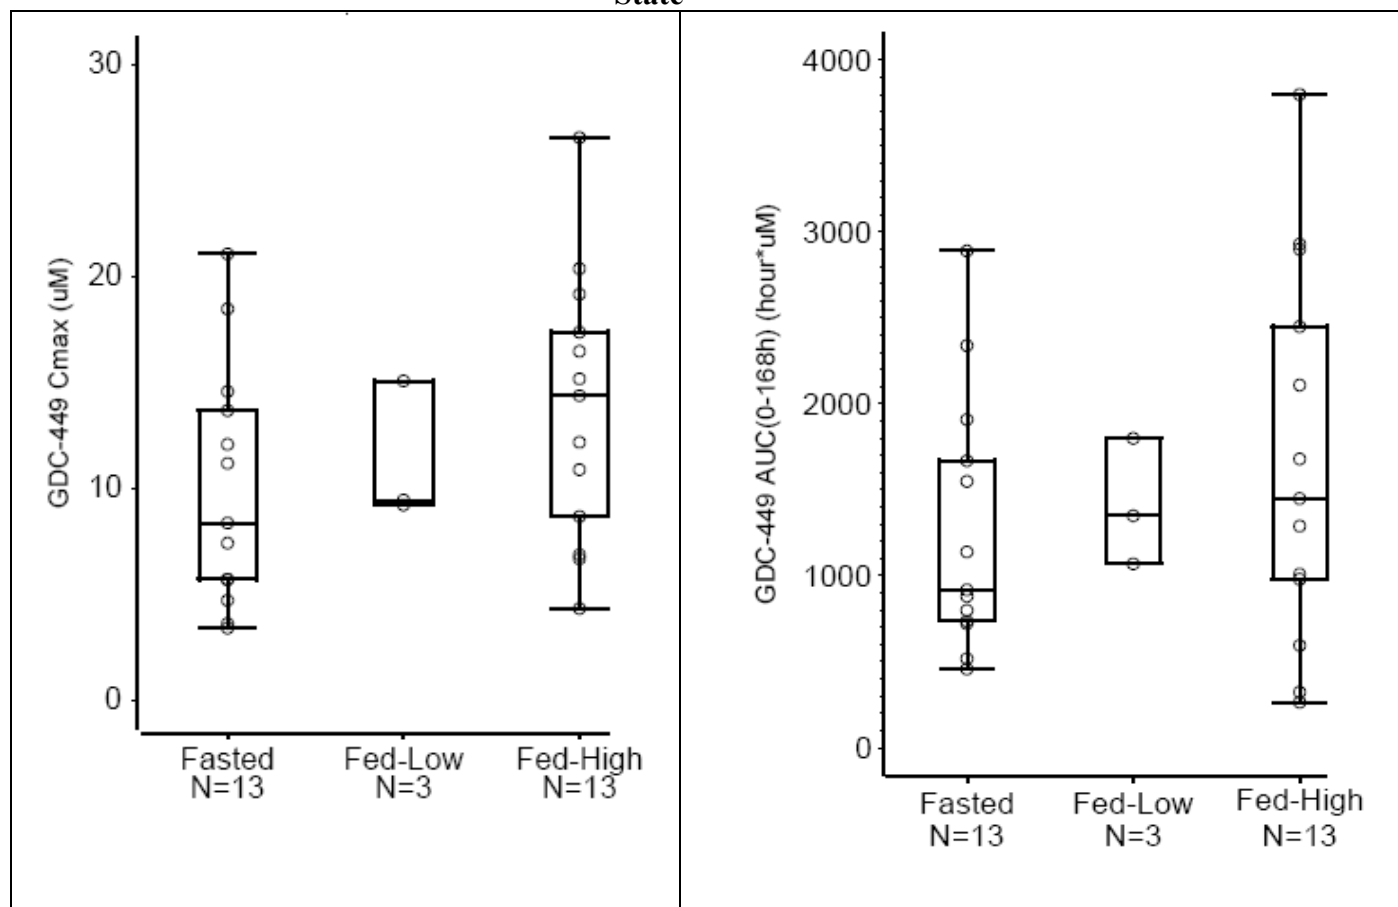 State
30
20
10
0
GDC-449 Cmax (uM)
Fasted
N=13
Fed-Low
N=3
Fed-High
N=13
4000
3000
2000
1000
0
GDC-449 AUC(0-168h) (hour*uM)
Fasted
N=13
Fed-Low
N=3
Fed-High
N=13